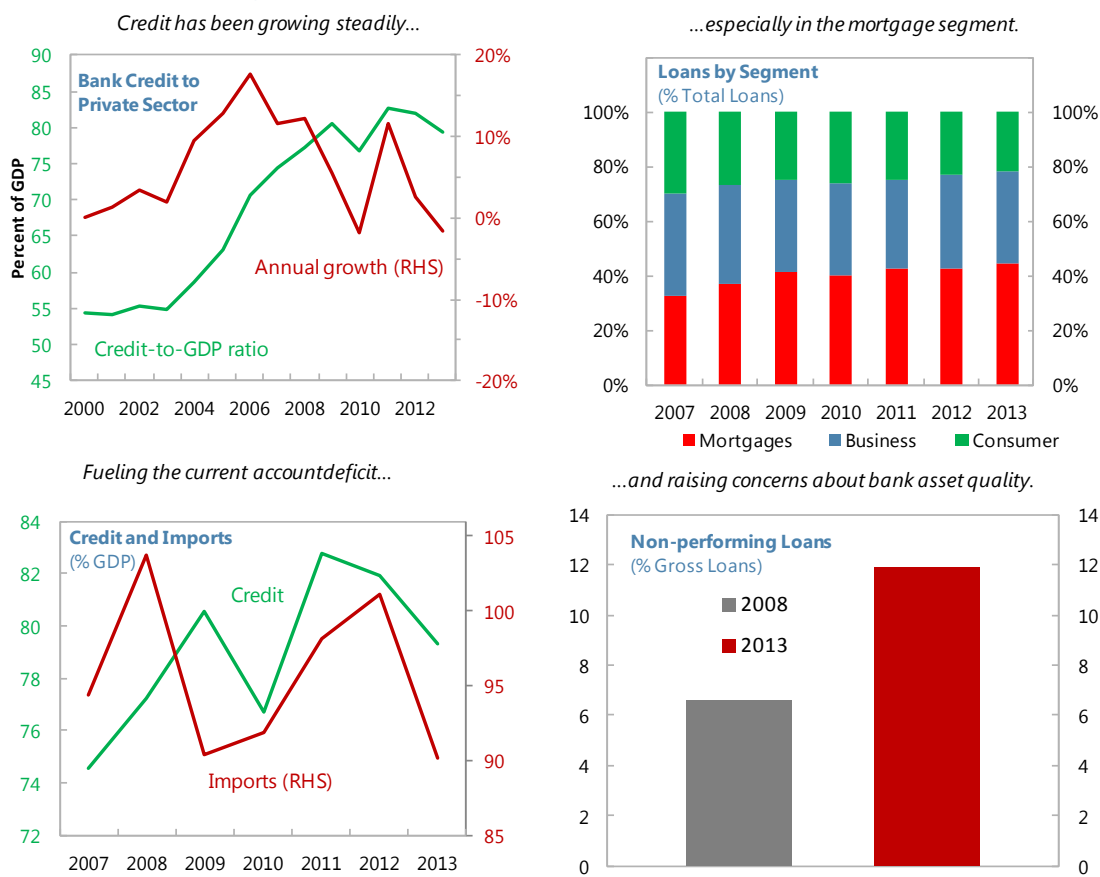 Credit has been growing steadily...
Bank Credit to
Private Sector
Percent of GDP
90
85
80
75
70
65
60
55
50
45
20%
10%
0%
-10%
-20%
Annual growth (RHS)
Credit-to-GDP ratio
2000 2002 2004 2006 2008 2010 2012
...especially in the mortgage segment.
Loans by Segment
(% Total Loans)
100%
80%
60%
40%
20%
0%
100%
80%
60%
40%
20%
0%
2007 2008 2009 2010 2011 2012 2013
Mortgages Business Consumer
Fueling the current accountdeficit...
Credit and Imports
(% GDP)
84
82
80
78
76
74
72
105
100
95
90
85
Credit
Imports (RHS)
2007 2008 2009 2010 2011 2012 2013
...and raising concerns about bank asset quality.
Non-performing Loans
(% Gross Loans)
2008
2013
14
12
10
8
6
4
2
0
14
12
10
8
6
4
2
0